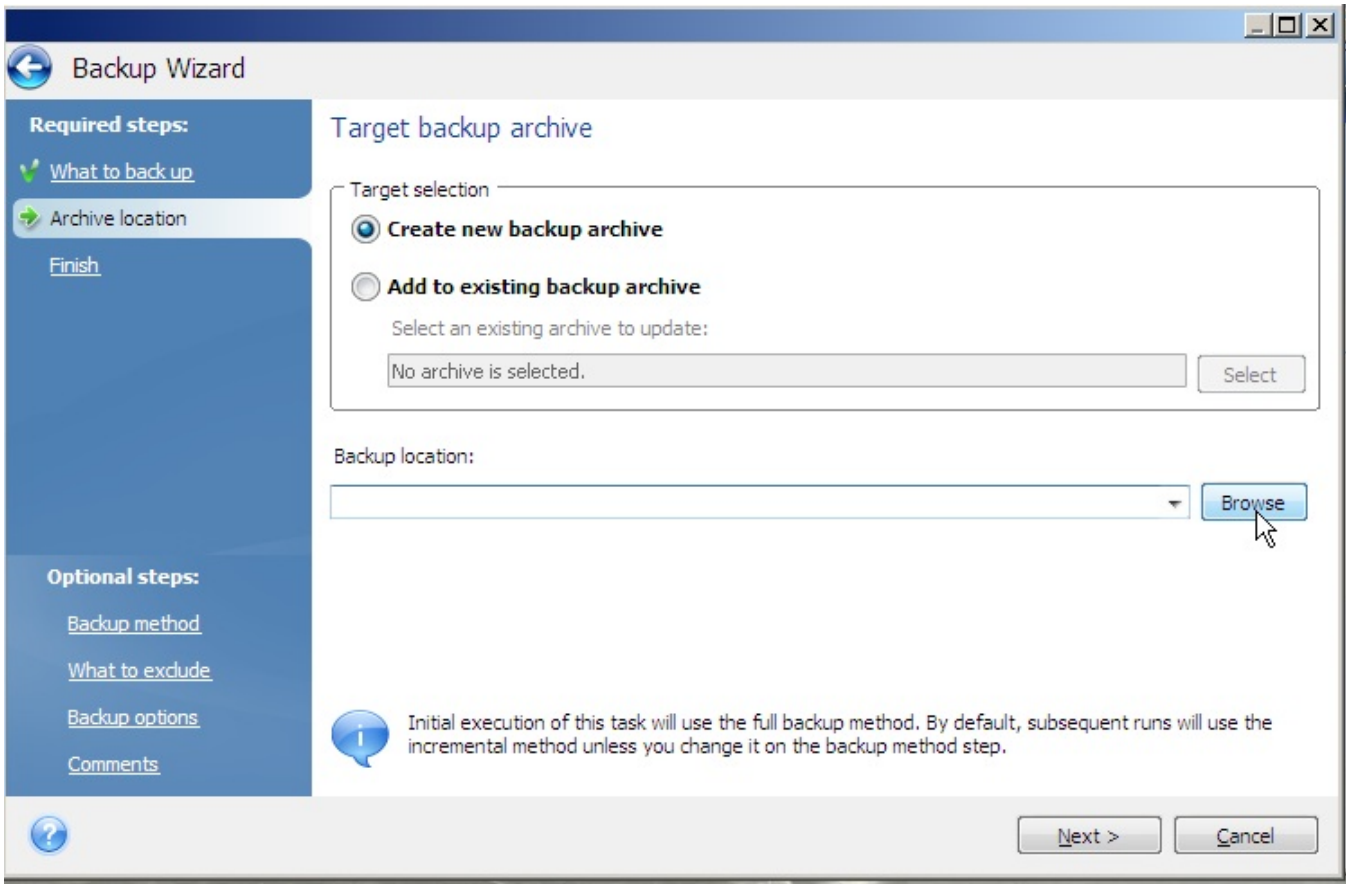 Backup Wizard
Required steps:
What to back up
Archive location
Finish
Target backup archive
Target selection
Create new backup archive
Add to existing backup archive
Select an existing archive to update:
No archive is selected.
Select
Backup location:
Browse
Optional steps:
Backup method
What to exclude
Backup options
Comments
Initial execution of this task will use the full backup method. By default, subsequent runs will use the
incremental method unless you change it on the backup method step.
Next >
Cancel